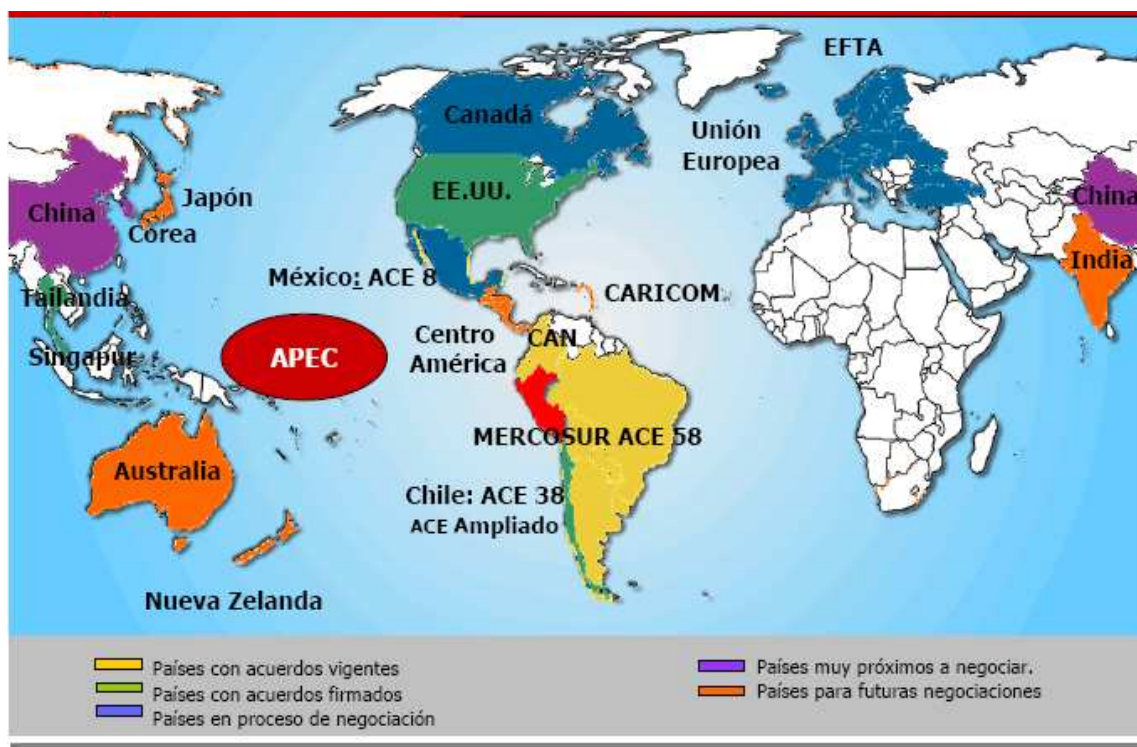 EFTA
Canadá
Unión
Europea
EE.UU.
China
Japón
Corea
China
India
México: ACE 8
CARICOM
Tailandia
Singapur
APEC
Centro
América
CAN
MERCOSUR ACE 58
Australia
Chile: ACE 38
ACE Ampliado
Nueva Zelanda
Países con acuerdos vigentes
Países con acuerdos firmados
Países en proceso de negociación
Países muy próximos a negociar.
Países para futuras negociaciones